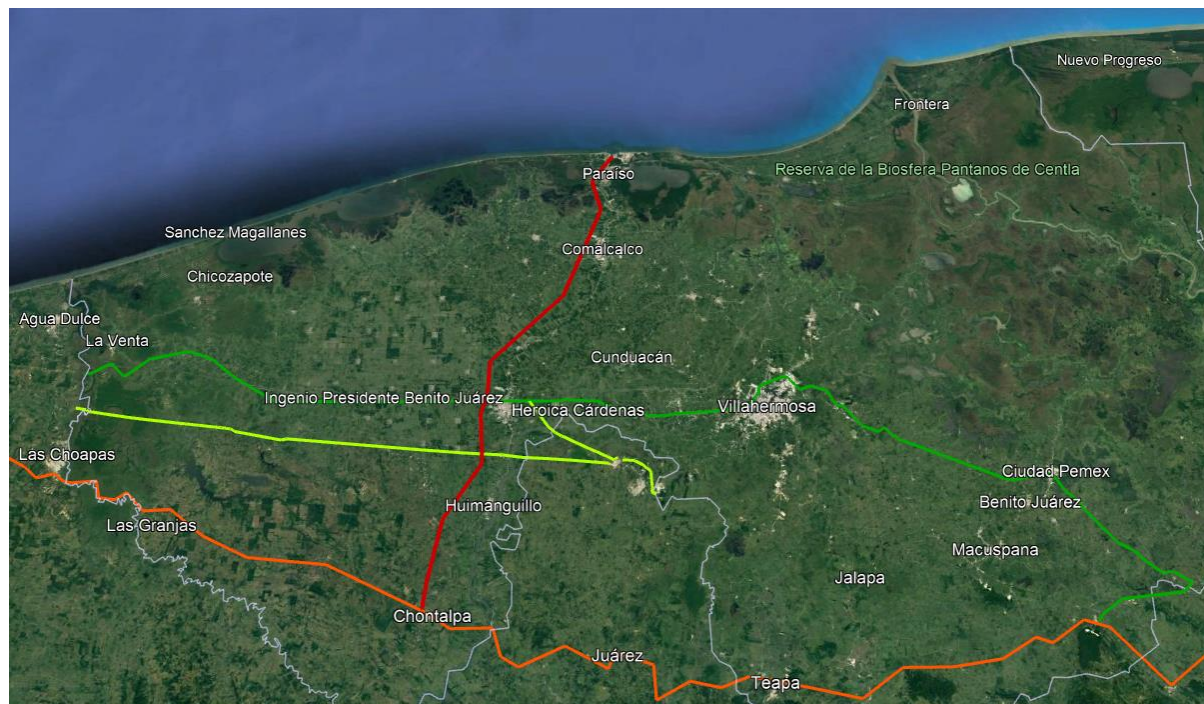 Nuevo Progreso
Frontera
Reserva de la Biosfera Pantanos de Centla
Paraíso
Sanchez Magallanes
Comalcalco
Chicozapote
Agua Dulce
La Venta
Cunduacán
Ingenio Presidente Benito Juárez
Heroica Cárdenas
Villahermosa
Las Choapas
Ciudad Pemex
Huimanguillo
Benito Júárez
Las Granjas
Macuspana
Jalapa
Chontalpa
Juárez
Teapa